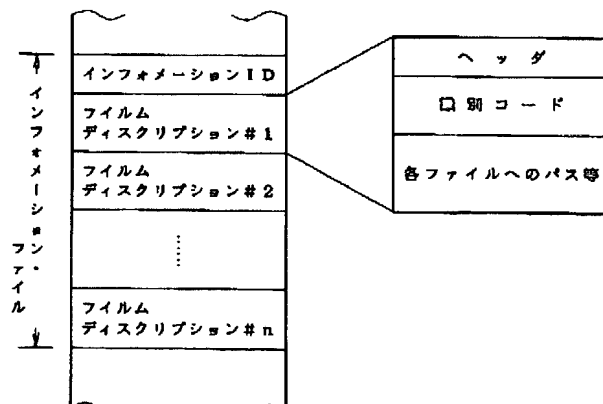 インフォメーションID
フィルム
ディスクリプション#1
フィルム
ディスクリプション#2
フィルム
ディスクリプション#n
インフォメーション・
ファイル
ヘッダ
別コード
各ファイルへのパス等